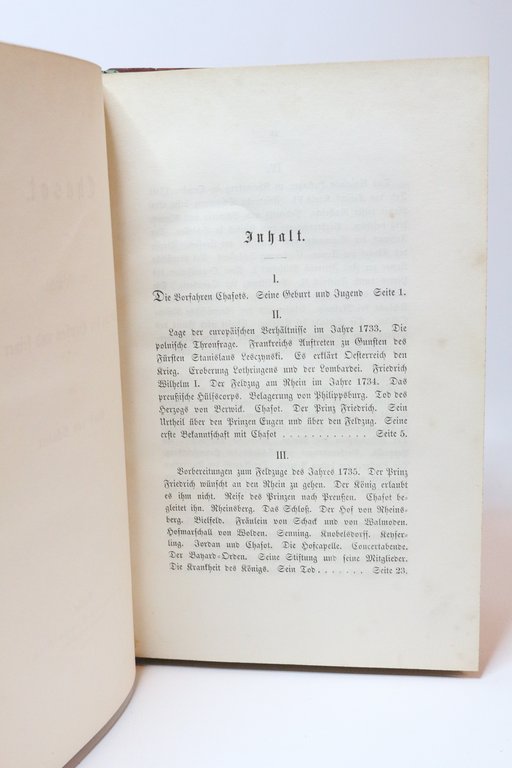 Chasot.
Inhalt.
I.
Die Vorfahren Chasots. Seine Geburt und Jugend Seite 1.
II.
Lage der europäischen Verhältnisse im Jahre 1733. Die
polnische Thronfrage. Frankreichs Auftreten zu Gunsten des
Fürsten Stanislaus Lesczynski. Es erklärt Oesterreich den
Krieg. Eroberung Lothringens und der Lombardei. Friedrich
Wilhelm I. Der Feldzug am Rhein im Jahre 1734. Das
preußische Hülfscorps. Belagerung von Philippsburg. Tod des
Herzogs von Berwick. Chasot. Der Prinz Friedrich. Sein
Urtheil über den Prinzen Eugen und über den Feldzug. Seine
erste Bekanntschaft mit Chasot . . . . . . . . . . . . Seite 5.
III.
Vorbereitungen zum Feldzuge des Jahres 1735. Der Prinz
Friedrich wünscht an den Rhein zu gehen. Der König erlaubt
es ihm nicht. Reise des Prinzen nach Preußen. Chasot be-
gleitet ihn. Rheinsberg. Das Schloß. Der Hof von Rheins-
berg. Bielfeld. Fräulein von Schack und von Walmoden.
Hofmarschall von Wolden. Senning. Knobelsdorff. Keyser-
ling. Jordan und Chasot. Die Hofcapelle. Concertabende.
Der Bayard-Orden. Seine Stiftung und seine Mitglieder.
Die Krankheit des Königs. Sein Tod . . . . . . . Seite 23.